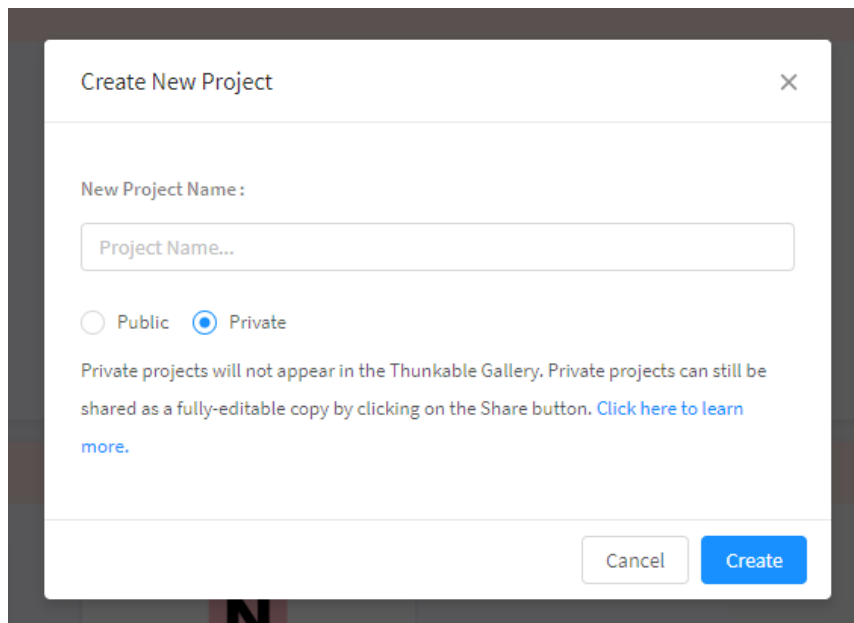 Create New Project
New Project Name:
Project Name...
Public Private
Private projects will not appear in the Thunkable Gallery. Private projects can still be
shared as a fully-editable copy by clicking on the Share button. Click here to learn
more.
Cancel Create
N